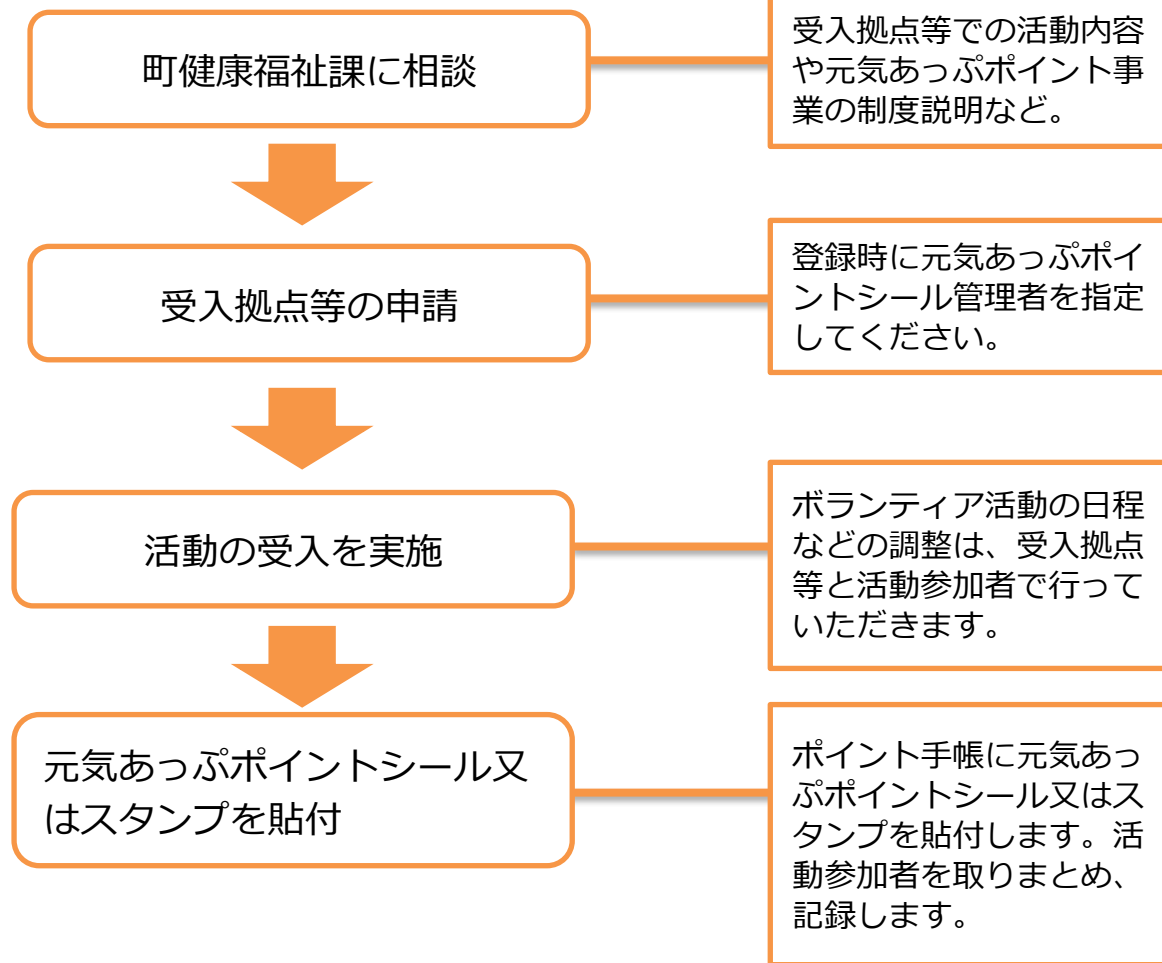 町健康福祉課に相談
受入拠点等での活動内容
や元気あっぷポイント事
業の制度説明など。
受入拠点等の申請
登録時に元気あっぷポイ
ントシール管理者を指定
してください。
活動の受入を実施
ボランティア活動の日程
などの調整は、受入拠点
等と活動参加者で行って
いただきます。
元気あっぷポイントシール又
はスタンプを貼付
ポイント手帳に元気あっ
ぷポイントシール又はス
タンプを貼付します。活
動参加者を取りまとめ、
記録します。